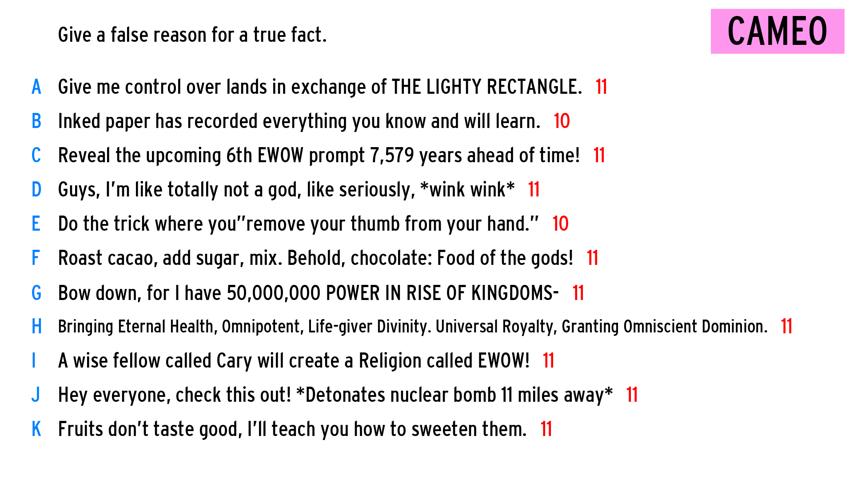 Give a false reason for a true fact.
CAMEO
A Give me control over lands in exchange of THE LIGHTY RECTANGLE. 11
B Inked paper has recorded everything you know and will learn. 10
C Reveal the upcoming 6th EWOW prompt 7,579 years ahead of time! 11
D Guys, I'm like totally not a god, like seriously, *wink wink* 11
E Do the trick where you"remove your thumb from your hand." 10
F Roast cacao, add sugar, mix. Behold, chocolate: Food of the gods! 11
G Bow down, for I have 50,000,000 POWER IN RISE OF KINGDOMS- 11
H Bringing Eternal Health, Omnipotent, Life-giver Divinity. Universal Royalty, Granting Omniscient Dominion. 11
I A wise fellow called Cary will create a Religion called EWOW! 11
J Hey everyone, check this out! *Detonates nuclear bomb 11 miles away* 11
K Fruits don't taste good, I'll teach you how to sweeten them. 11